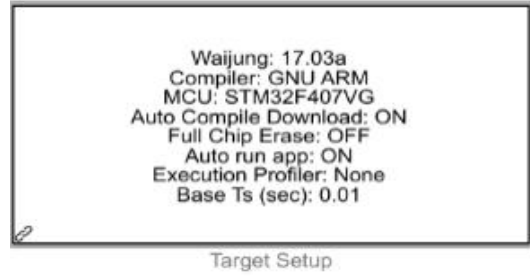 Waijung: 17.03a
Compiler: GNU ARM
MCU: STM32F407VG
Auto Compile Download: ON
Full Chip Erase: OFF
Auto run app: ON
Execution Profiler: None
Base Ts (sec): 0.01
Target Setup